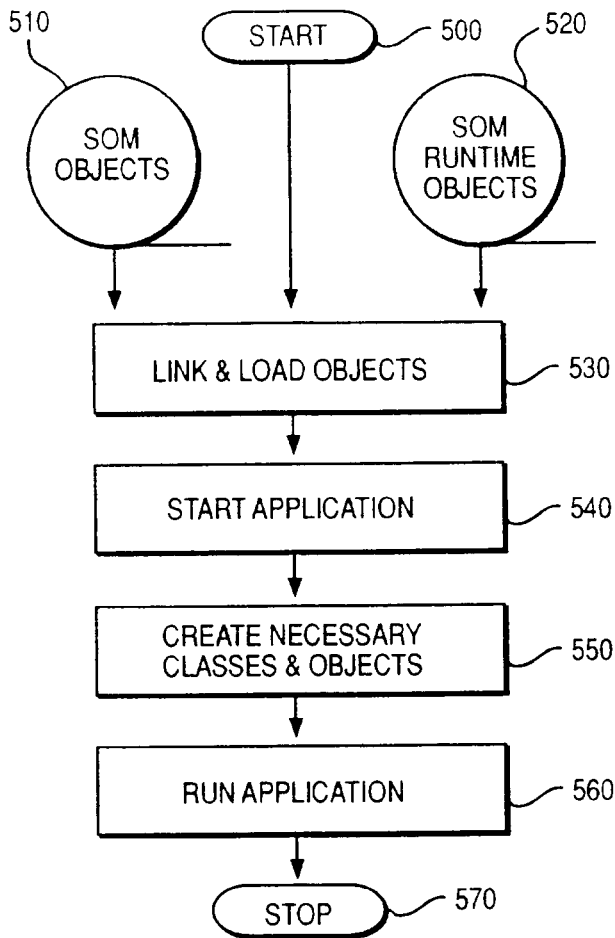 510
START
500
520
SOM
OBJECTS
SOM
RUNTIME
OBJECTS
LINK & LOAD OBJECTS
530
START APPLICATION
540
CREATE NECESSARY
CLASSES & OBJECTS
550
RUN APPLICATION
560
STOP
570